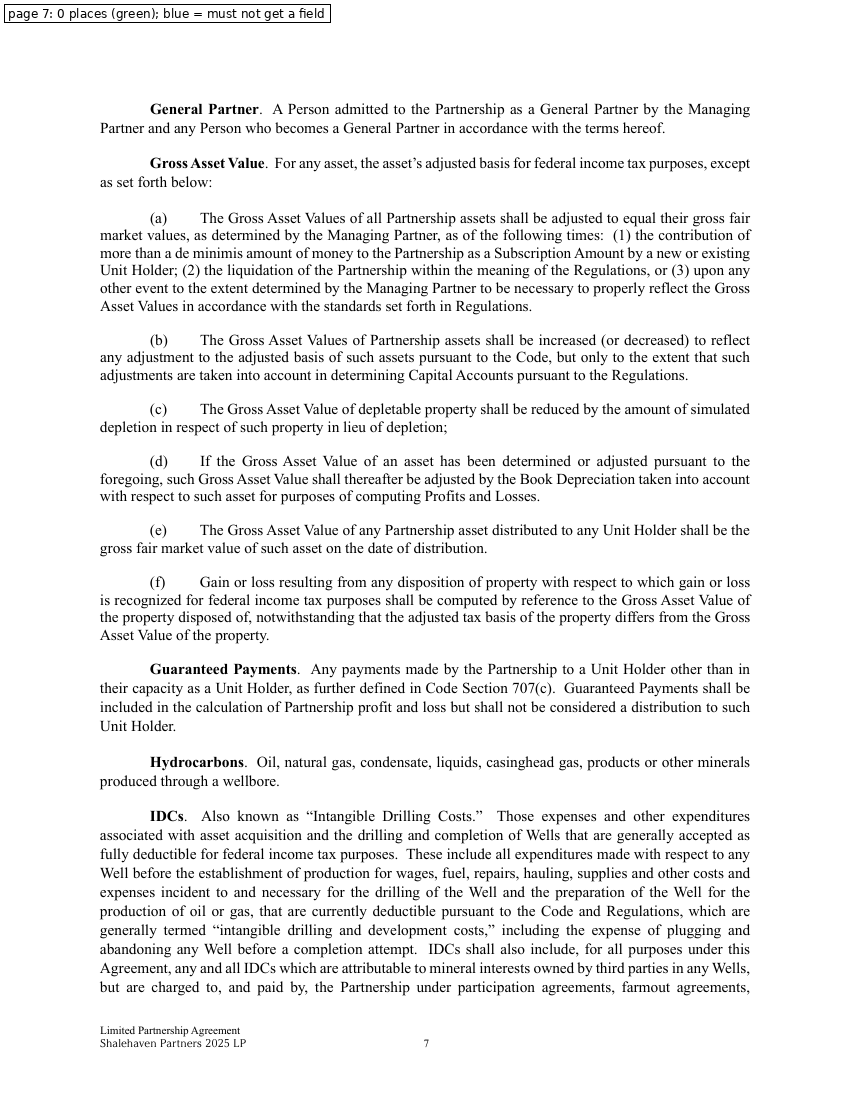 page 7: 0 places (green); blue = must not get a field
General Partner. A Person admitted to the Partnership as a General Partner by the Managing
Partner and any Person who becomes a General Partner in accordance with the terms hereof.
Gross Asset Value. For any asset, the asset’s adjusted basis for federal income tax purposes, except
as set forth below:
(a) The Gross Asset Values of all Partnership assets shall be adjusted to equal their gross fair
market values, as determined by the Managing Partner, as of the following times: (1) the contribution of
more than a de minimis amount of money to the Partnership as a Subscription Amount by a new or existing
Unit Holder; (2) the liquidation of the Partnership within the meaning of the Regulations, or (3) upon any
other event to the extent determined by the Managing Partner to be necessary to properly reflect the Gross
Asset Values in accordance with the standards set forth in Regulations.
(b) The Gross Asset Values of Partnership assets shall be increased (or decreased) to reflect
any adjustment to the adjusted basis of such assets pursuant to the Code, but only to the extent that such
adjustments are taken into account in determining Capital Accounts pursuant to the Regulations.
(c) The Gross Asset Value of depletable property shall be reduced by the amount of simulated
depletion in respect of such property in lieu of depletion;
(d) If the Gross Asset Value of an asset has been determined or adjusted pursuant to the
foregoing, such Gross Asset Value shall thereafter be adjusted by the Book Depreciation taken into account
with respect to such asset for purposes of computing Profits and Losses.
(e) The Gross Asset Value of any Partnership asset distributed to any Unit Holder shall be the
gross fair market value of such asset on the date of distribution.
(f) Gain or loss resulting from any disposition of property with respect to which gain or loss
is recognized for federal income tax purposes shall be computed by reference to the Gross Asset Value of
the property disposed of, notwithstanding that the adjusted tax basis of the property differs from the Gross
Asset Value of the property.
Guaranteed Payments. Any payments made by the Partnership to a Unit Holder other than in
their capacity as a Unit Holder, as further defined in Code Section 707(c). Guaranteed Payments shall be
included in the calculation of Partnership profit and loss but shall not be considered a distribution to such
Unit Holder.
Hydrocarbons. Oil, natural gas, condensate, liquids, casinghead gas, products or other minerals
produced through a wellbore.
IDCs. Also known as “Intangible Drilling Costs.” Those expenses and other expenditures
associated with asset acquisition and the drilling and completion of Wells that are generally accepted as
fully deductible for federal income tax purposes. These include all expenditures made with respect to any
Well before the establishment of production for wages, fuel, repairs, hauling, supplies and other costs and
expenses incident to and necessary for the drilling of the Well and the preparation of the Well for the
production of oil or gas, that are currently deductible pursuant to the Code and Regulations, which are
generally termed “intangible drilling and development costs,” including the expense of plugging and
abandoning any Well before a completion attempt. IDCs shall also include, for all purposes under this
Agreement, any and all IDCs which are attributable to mineral interests owned by third parties in any Wells,
but are charged to, and paid by, the Partnership under participation agreements, farmout agreements,
Limited Partnership Agreement
Shalehaven Partners 2025 LP 7